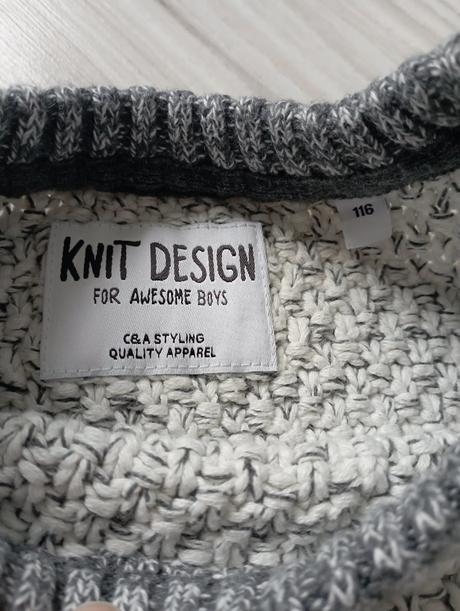 116
KNIT DESIGN
FOR AWESOME BOYS
C&A STYLING
QUALITY APPAREL